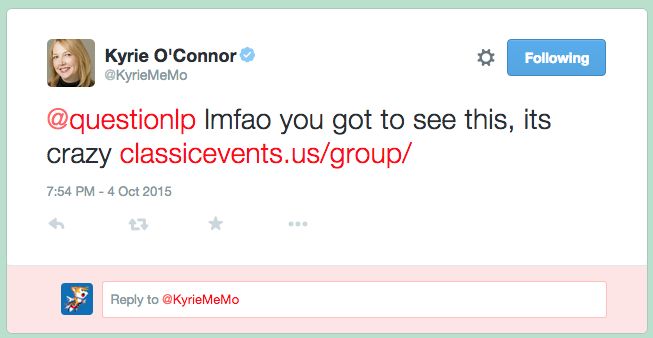 Kyrie O'Connor
@KyrieMeMo
Following
@questionlp lmfao you got to see this, its
crazy classicevents.us/group/
7:54 PM - 4 Oct 2015
Reply to @KyrieMeMo